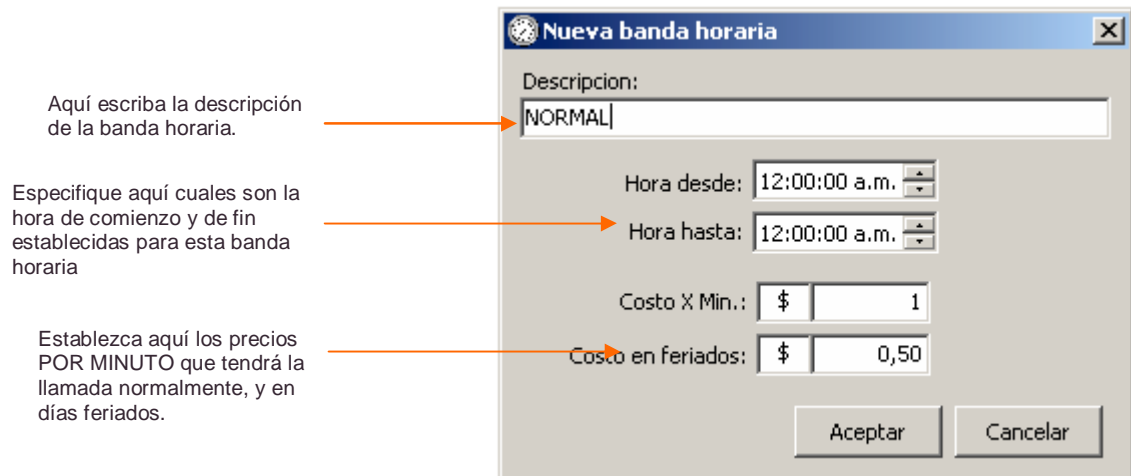 Nueva banda horaria
Descripcion:
NORMAL
Aquí escriba la descripción
de la banda horaria.
Hora desde: 12:00:00 a.m.
Especifique aquí cuales son la
hora de comienzo y de fin
establecidas para esta banda
horaria
Hora hasta: 12:00:00 a.m.
Costo X Min.: $ 1
Costo en feriados: $ 0,50
Establezca aquí los precios
POR MINUTO que tendrá la
llamada normalmente, y en
días feriados.
Aceptar Cancelar